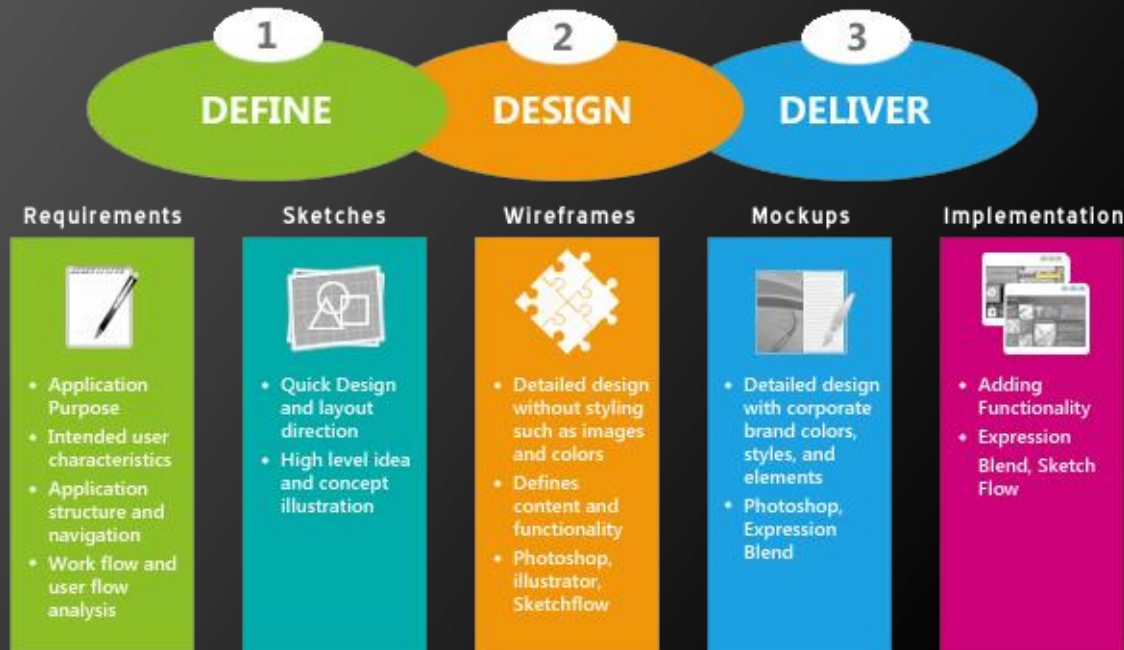 1
2
3
DEFINE
DESIGN
DELIVER
Requirements
• Application
Purpose
• Intended user
characteristics
• Application
structure and
navigation
• Work flow and
user flow
analysis
Sketches
• Quick Design
and layout
direction
• High level idea
and concept
illustration
Wireframes
• Detailed design
without styling
such as images
and colors
• Defines
content and
functionality
• Photoshop,
illustrator,
Sketchflow
Mockups
• Detailed design
with corporate
brand colors,
styles, and
elements
• Photoshop,
Expression
Blend
Implementation
• Adding
Functionality
• Expression
Blend, Sketch
Flow